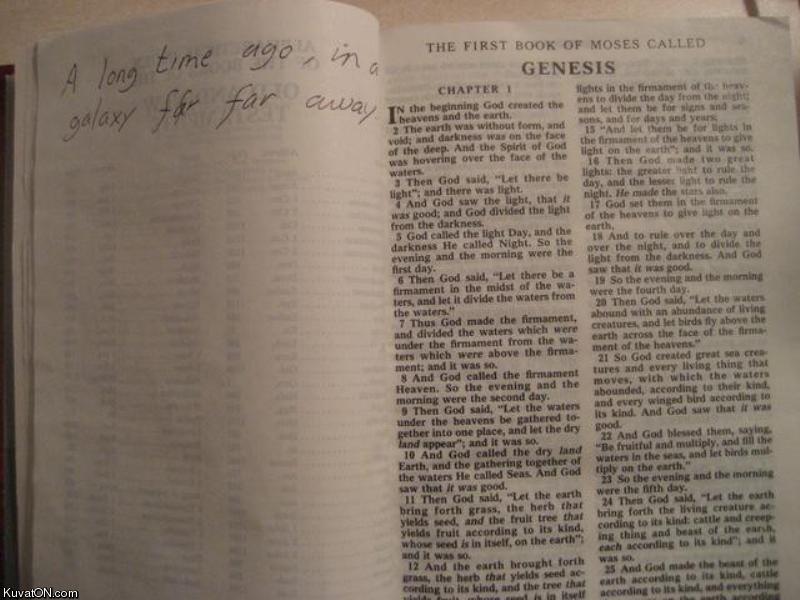 A long time ago, in a
galaxy far far away
THE FIRST BOOK OF MOSES CALLED
GENESIS
CHAPTER 1
IN the beginning God created the
heavens and the earth.
2 The earth was without form, and
void; and darkness was on the face
of the deep. And the Spirit of God
was hovering over the face of the
waters.
3 Then God said, "Let there be
light"; and there was light.
4 And God saw the light, that it
was good; and God divided the light
from the darkness.
5 God called the light Day, and the
darkness He called Night. So the
evening and the morning were the
first day.
6 Then God said, "Let there be a
firmament in the midst of the wa-
ters, and let it divide the waters from
the waters."
7 Thus God made the firmament,
and divided the waters which were
under the firmament from the wa-
ters which were above the firma-
ment; and it was so.
8 And God called the firmament
Heaven. So the evening and the
morning were the second day.
9 Then God said, "Let the waters
under the heavens be gathered to-
gether into one place, and let the dry
land appear"; and it was so.
10 And God called the dry land
Earth, and the gathering together of
the waters He called Seas. And God
saw that it was good.
11 Then God said, "Let the earth
bring forth grass, the herb that
yields seed, and the fruit tree that
yields fruit according to its kind,
whose seed is in itself, on the earth";
and it was so.
12 And the earth brought forth
grass, the herb that yields seed ac-
cording to its kind, and the tree that
yields fruit, whose seed is in itself
lights in the firmament of the heav-
ens to divide the day from the night;
and let them be for signs and sea-
sons, and for days and years;
15 "And let them be for lights in
the firmament of the heavens to give
light on the earth"; and it was so.
16 Then God made two great
lights: the greater light to rule the
day, and the lesser light to rule the
night. He made the stars also.
17 God set them in the firmament
of the heavens to give light on the
earth,
18 And to rule over the day and
over the night, and to divide the
light from the darkness. And God
saw that it was good.
19 So the evening and the morning
were the fourth day.
20 Then God said, "Let the waters
abound with an abundance of living
creatures, and let birds fly above the
earth across the face of the firma-
ment of the heavens."
21 So God created great sea crea-
tures and every living thing that
moves, with which the waters
abounded, according to their kind,
and every winged bird according to
its kind. And God saw that it was
good.
22 And God blessed them, saying,
"Be fruitful and multiply, and fill the
waters in the seas, and let birds mul-
tiply on the earth."
23 So the evening and the morning
were the fifth day.
24 Then God said, "Let the earth
bring forth the living creature ac-
cording to its kind: cattle and creep-
ing thing and beast of the earth,
each according to its kind"; and it
was so.
25 And God made the beast of the
earth according to its kind, cattle
according to its kind, and everything
on the earth according
KuvatON.com